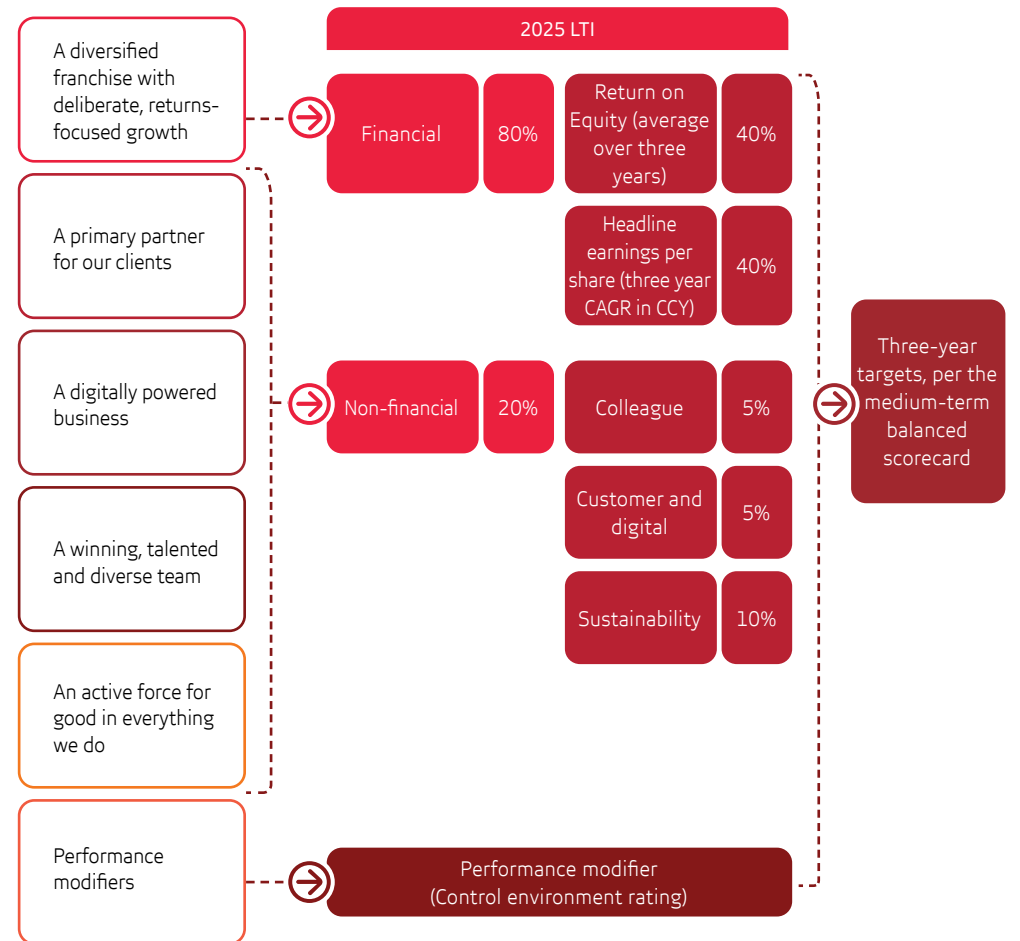 2025 LTI
A diversified
franchise with
deliberate, returns-
focused growth
Financial
80%
Return on
Equity (average
over three
years)
40%
Headline
earnings per
share (three year
CAGR in CCY)
40%
A primary partner
for our clients
A digitally powered
business
A winning, talented
and diverse team
An active force for
good in everything
we do
Non-financial
20%
Colleague
5%
Customer and
digital
5%
Sustainability
10%
Three-year
targets, per the
medium-term
balanced
scorecard
Performance
modifiers
Performance modifier
(Control environment rating)